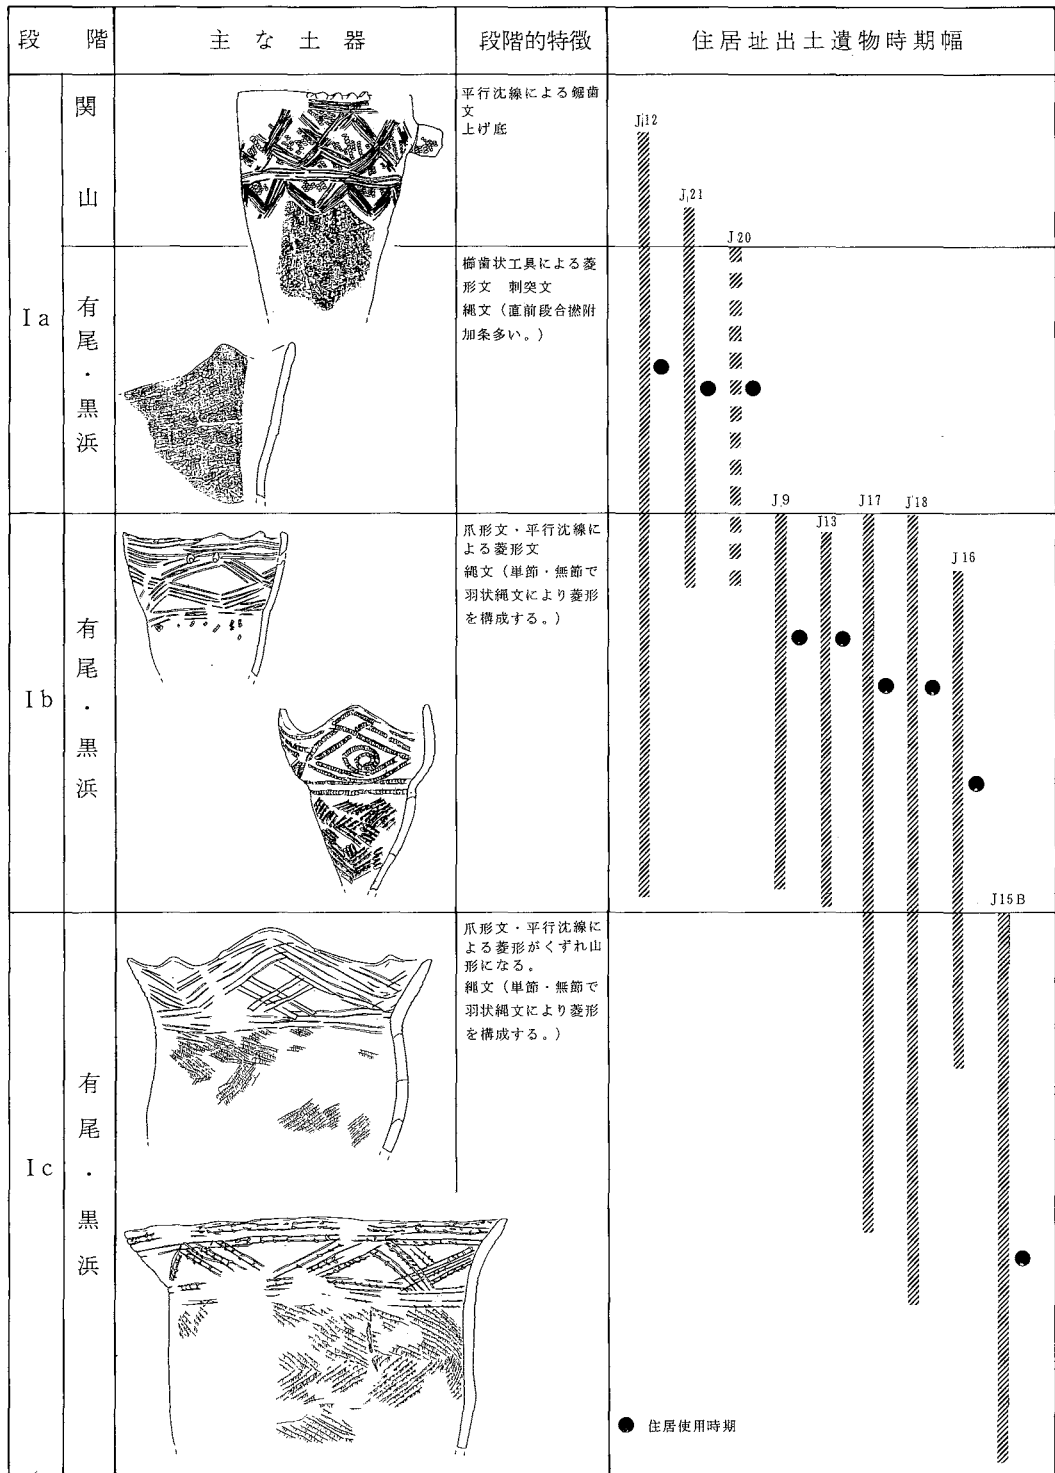 段階 主な土器 段階的特徴 住居址出土遺物時期幅
Ia
関山
平行沈線による鋸歯
文
上げ底
有尾・黒浜
櫛歯状工具による菱
形文 刺突文
縄文（直前段合撚附
加条多い。）
J12
J21
J20
Ib
有尾・黒浜
爪形文・平行沈線に
よる菱形文
縄文（単節・無節で
羽状縄文により菱形
を構成する。）
J9
J13
J17
J18
J16
Ic
有尾・黒浜
爪形文・平行沈線に
よる菱形がくずれ山
形になる。
縄文（単節・無節で
羽状縄文により菱形
を構成する。）
J15B
住居使用時期